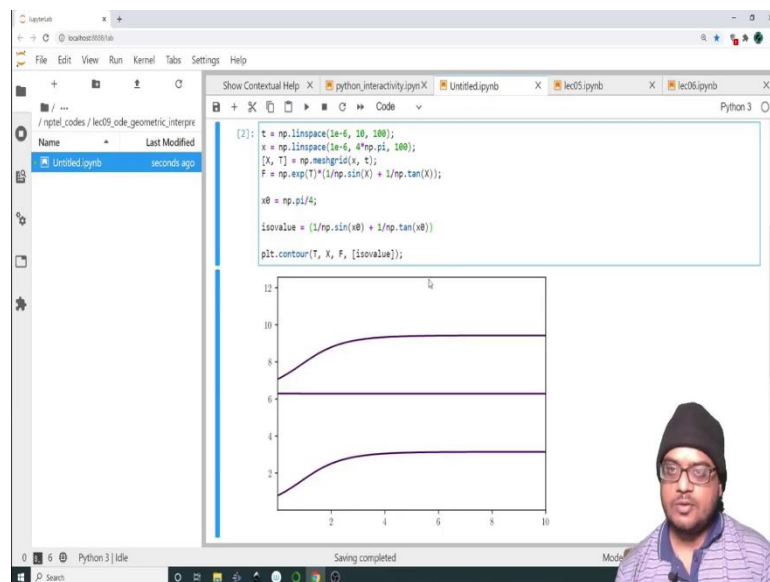 JupyterLab
localhost:8888/lab
File Edit View Run Kernel Tabs Settings Help
Show Contextual Help X python_interactivity.ipyn X Untitled.ipynb X lec05.ipynb X lec06.ipynb X
Code Python 3
/ ...
/ nptel_codes / lec09_ode_geometric_interpre
Name Last Modified
Untitled.ipynb seconds ago
[2]: t = np.linspace(1e-6, 10, 100);
x = np.linspace(1e-6, 4*np.pi, 100);
[X, T] = np.meshgrid(x, t);
F = np.exp(T)*(1/np.sin(X) + 1/np.tan(X));
x0 = np.pi/4;
isovalue = (1/np.sin(x0) + 1/np.tan(x0))
plt.contour(T, X, F, [isovalue]);
12
10
8
6
4
2
2 4 6 8 10
0 6 Python 3 | Idle Saving completed Mode
Search